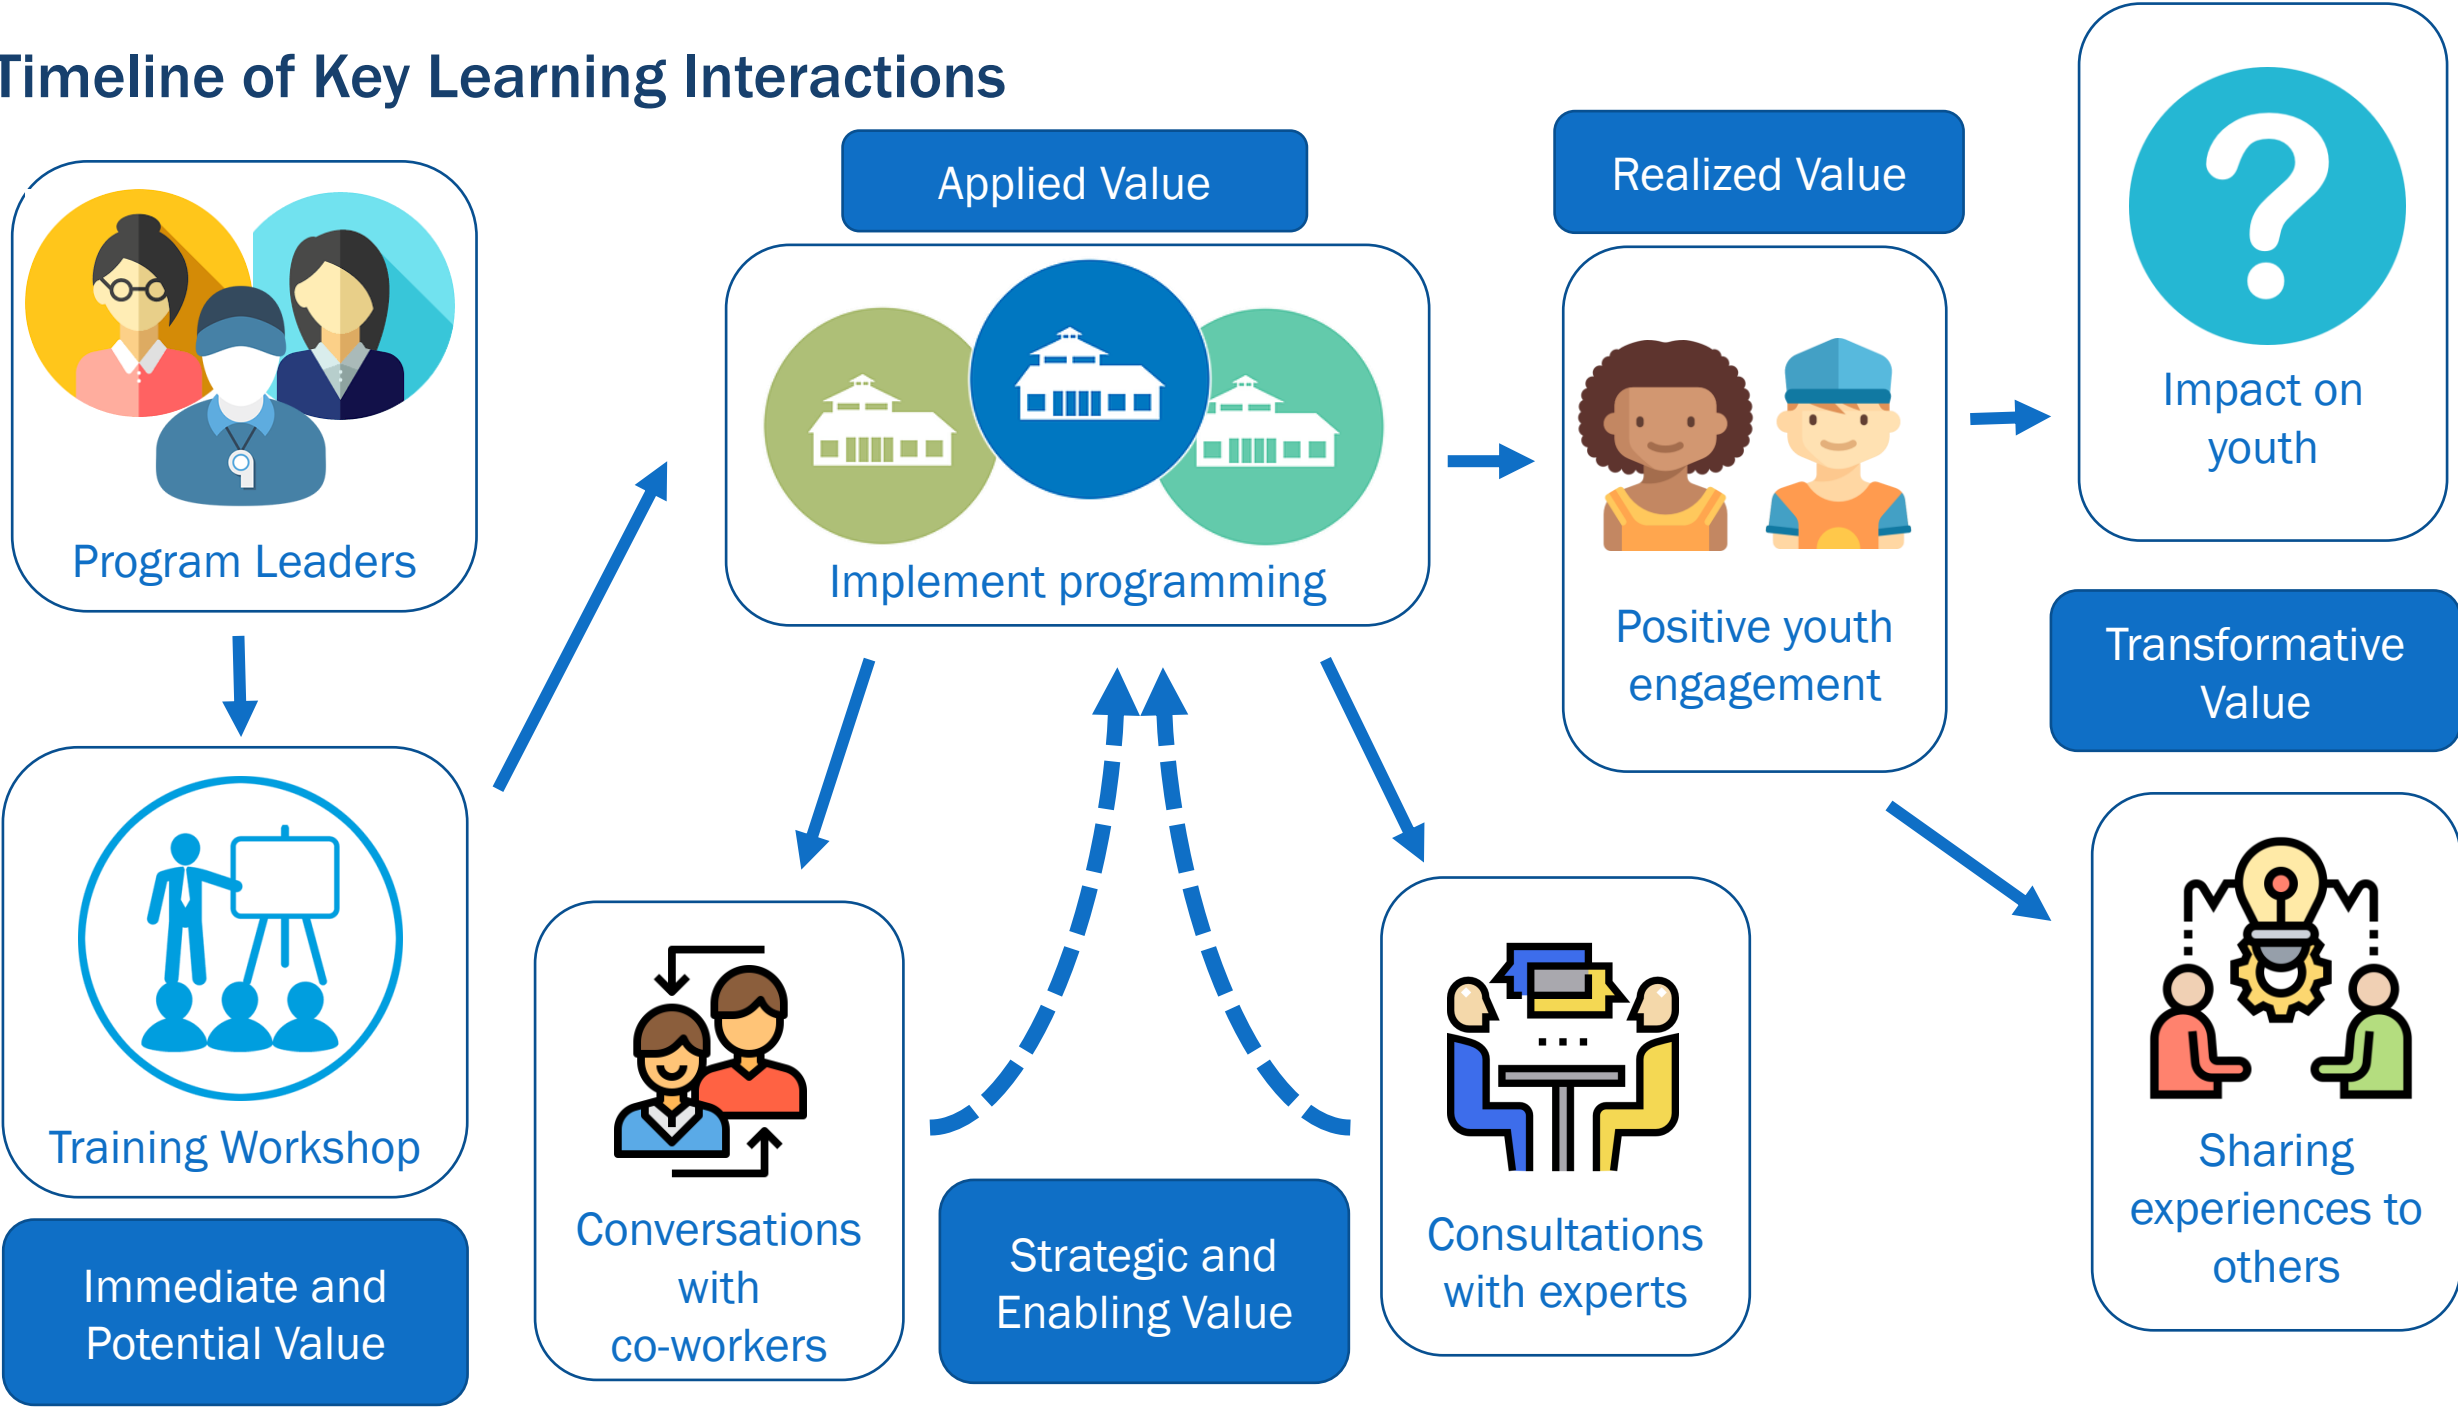 Timeline of Key Learning Interactions
Program Leaders
Training Workshop
Immediate and
Potential Value
Applied Value
Implement programming
Conversations
with
co-workers
Strategic and
Enabling Value
Consultations
with experts
Realized Value
Positive youth
engagement
Impact on
youth
Transformative
Value
Sharing
experiences to
others